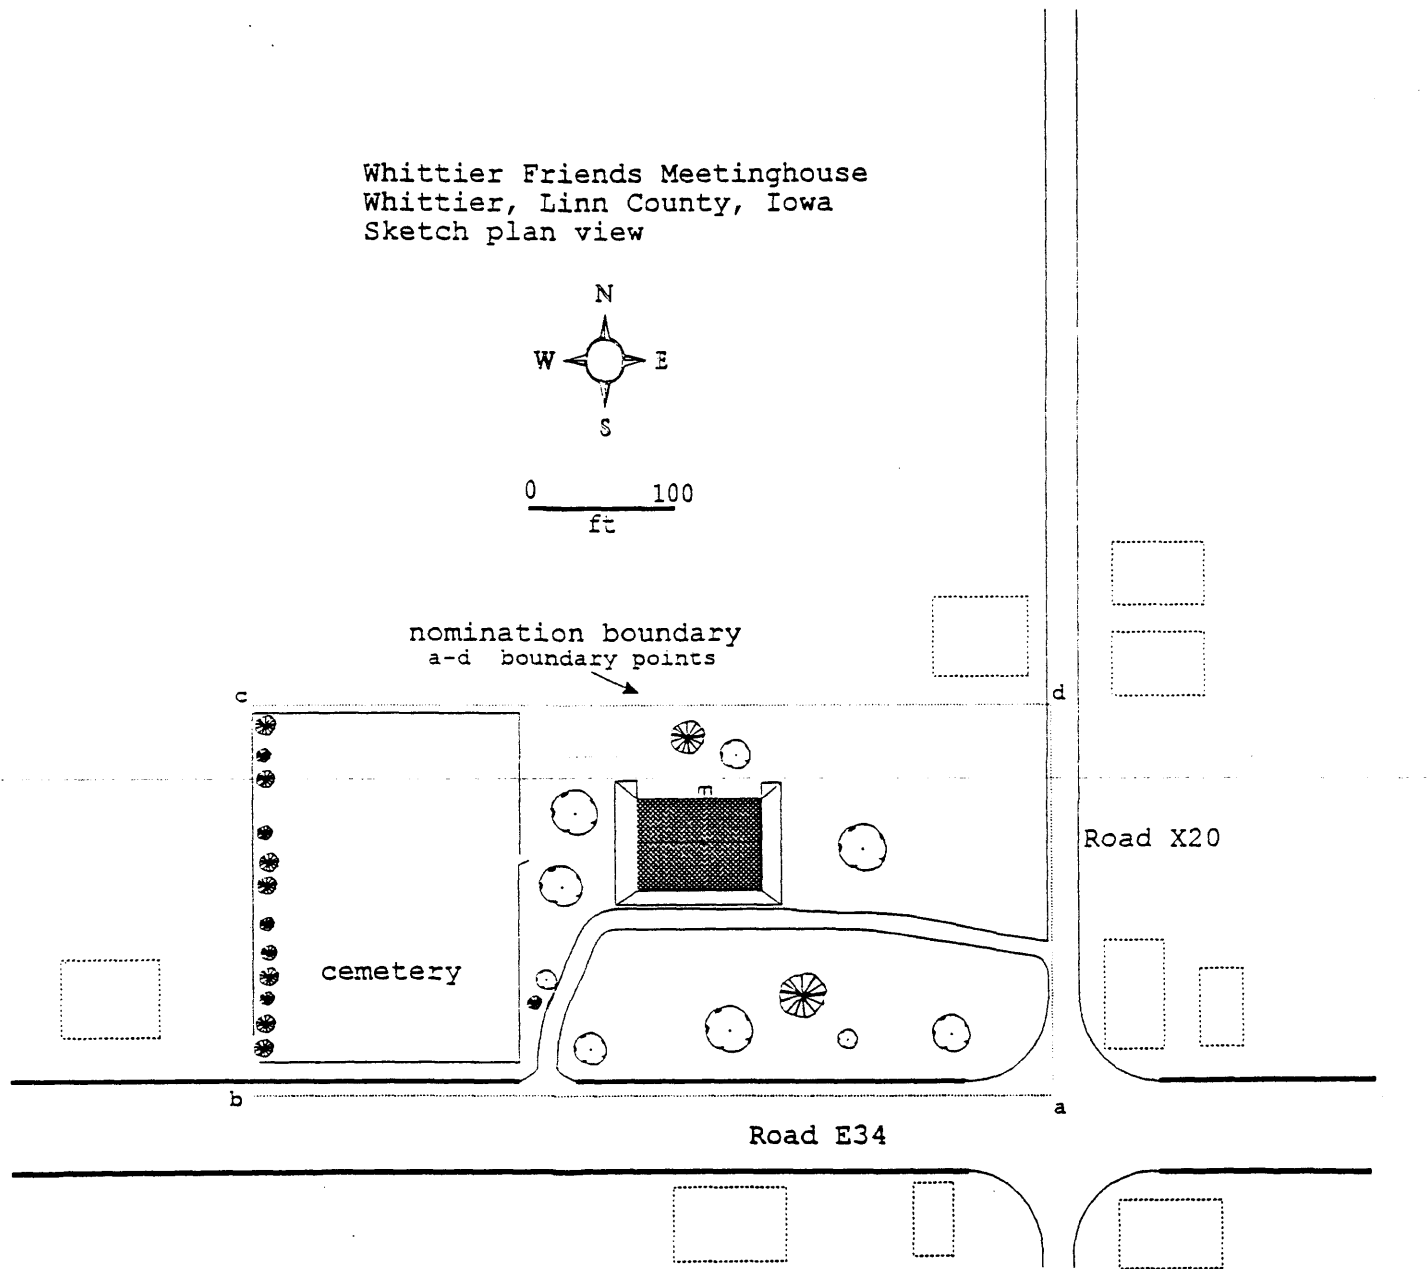 Whittier Friends Meetinghouse
Whittier, Linn County, Iowa
Sketch plan view
N
W E
S
0 100
ft
nomination boundary
a-d boundary points
c
d
Road X20
cemetery
b
a
Road E34